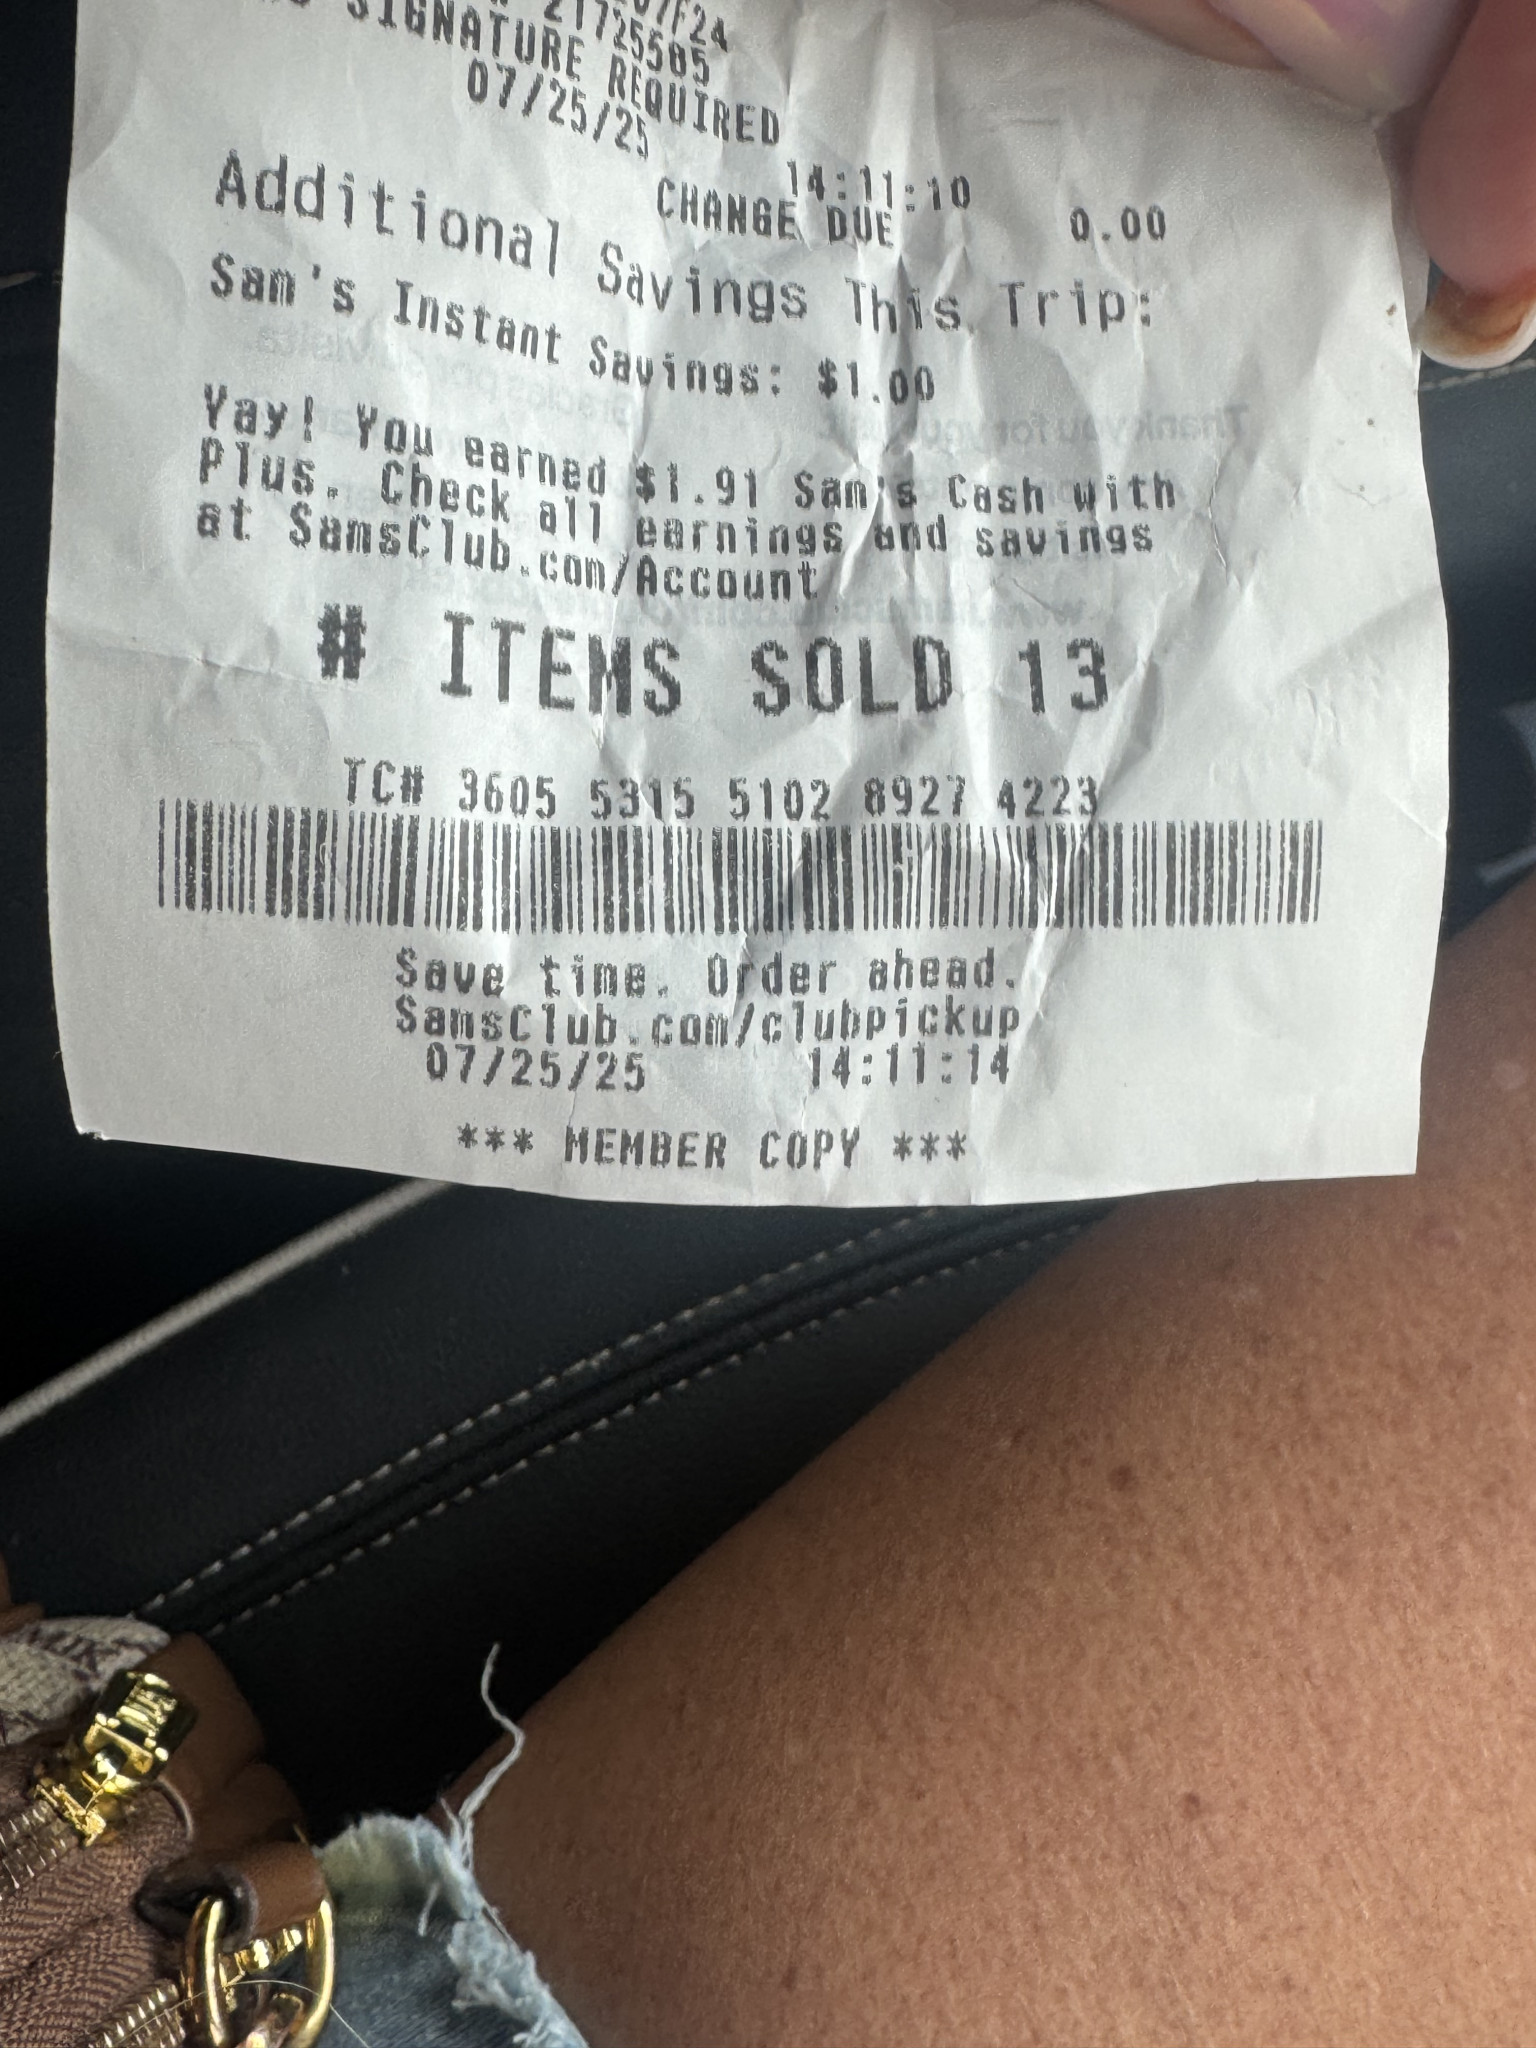 21725505
SIGNATURE REQUIRED
07/25/25 14:11:10
CHANGE DUE 0.00
Additional Savings This Trip:
Sam's Instant Savings: $1.00
Yay! You earned $1.91 Sam's Cash with
Plus. Check all earnings and savings
at SamsClub.com/Account
# ITEMS SOLD 13
TC# 3605 5315 5102 8927 4223
Save time. Order ahead.
SamsClub.com/clubpickup
07/25/25 14:11:14
*** MEMBER COPY ***